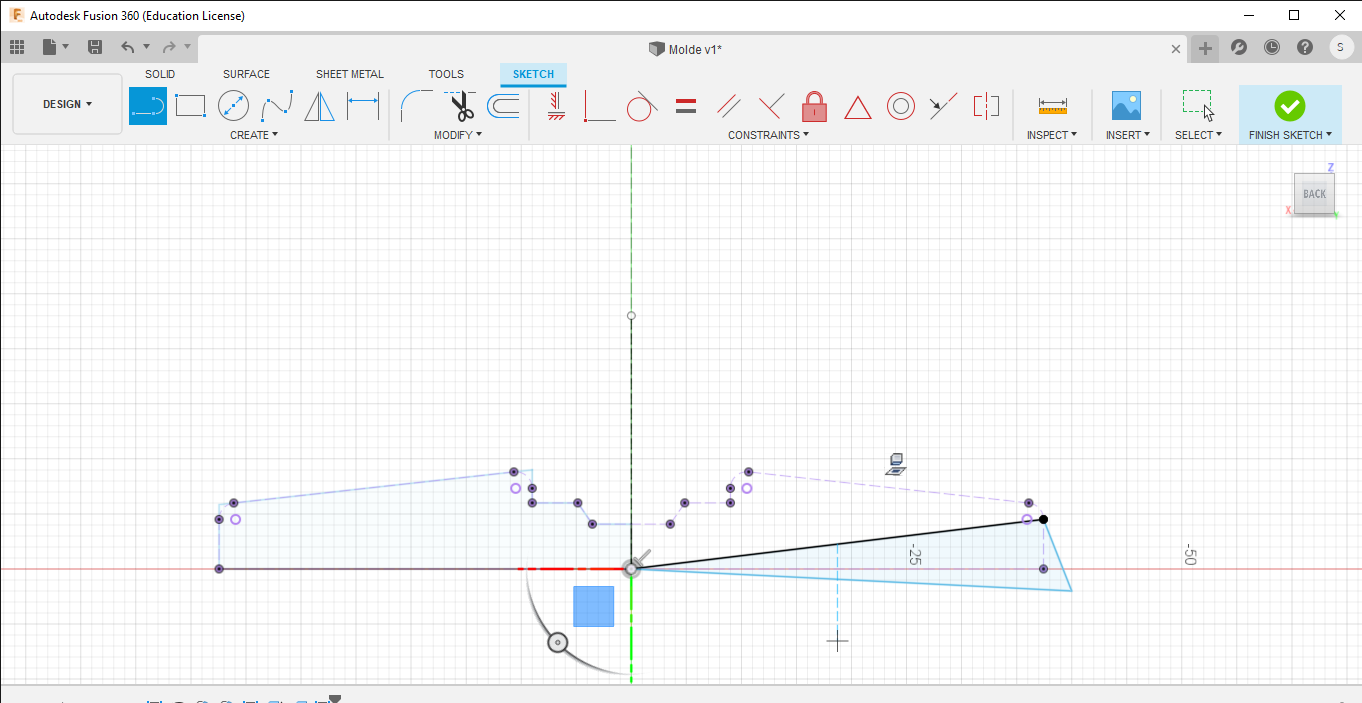 Autodesk Fusion 360 (Education License)
Molde v1*
S
SOLID SURFACE SHEET METAL TOOLS SKETCH
DESIGN
CREATE MODIFY CONSTRAINTS INSPECT INSERT SELECT FINISH SKETCH
Z
BACK
X
-25
-50